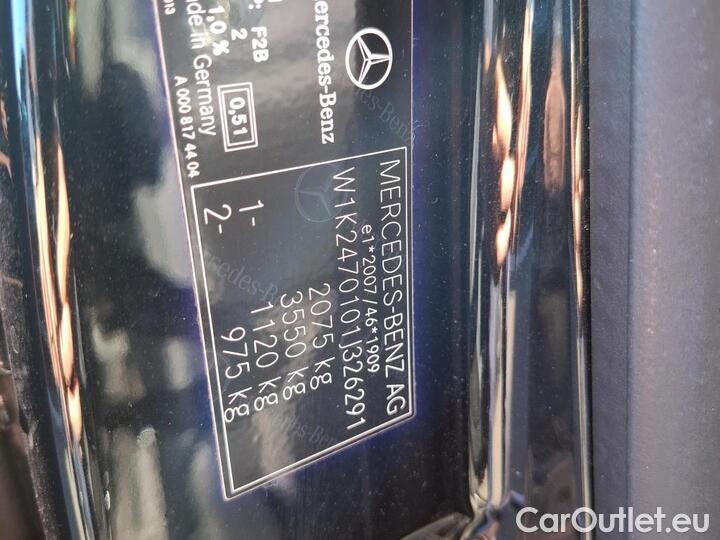 MERCEDES-BENZ AG
e1*2007/46*1909
W1K2470101J326291
2075 kg
3550 kg
1- 1120 kg
2- 975 kg
Mercedes-Benz
F2B
2
1,0 %
0,51
in Germany
A 000 817 44 04
CarOutlet.eu